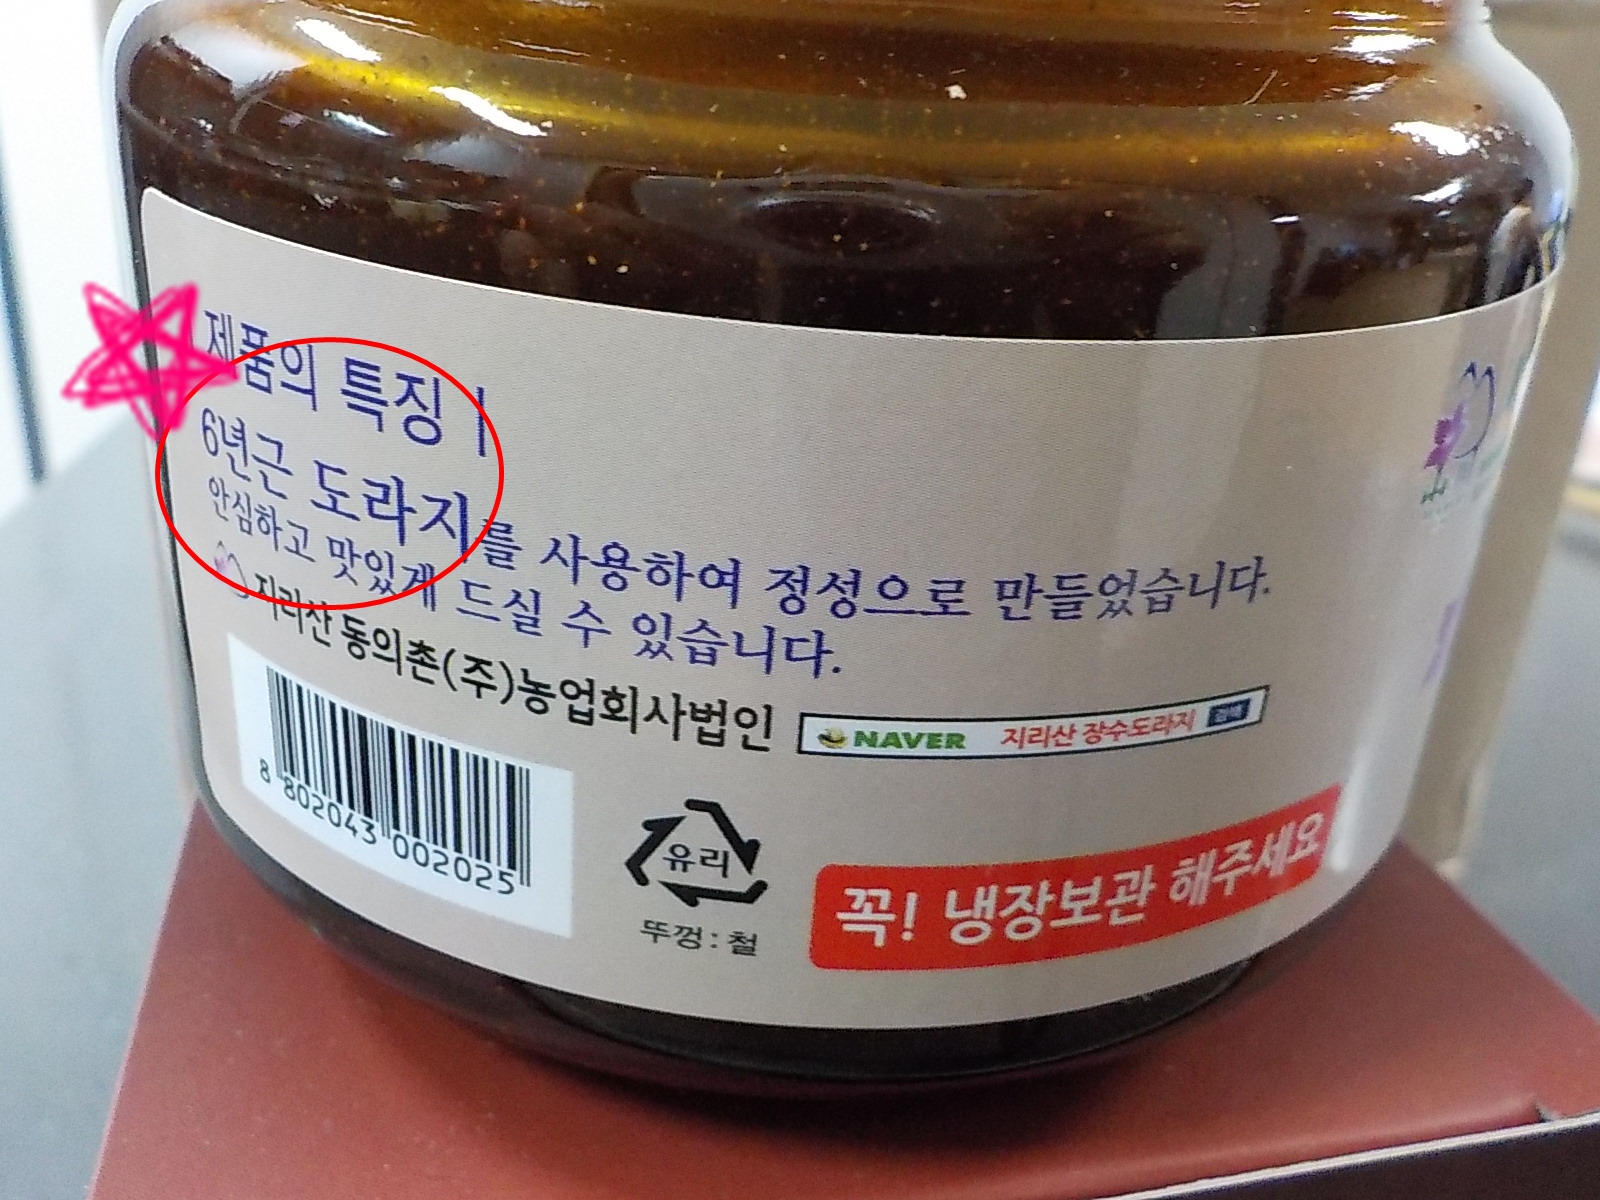 제품의 특징 |
6년근 도라지를 사용하여 정성으로 만들었습니다.
안심하고 맛있게 드실 수 있습니다.
지리산 동의촌(주)농업회사법인
NAVER 지리산 장수도라지 검색
8 802043 002025
유리
뚜껑 : 철
꼭! 냉장보관 해주세요